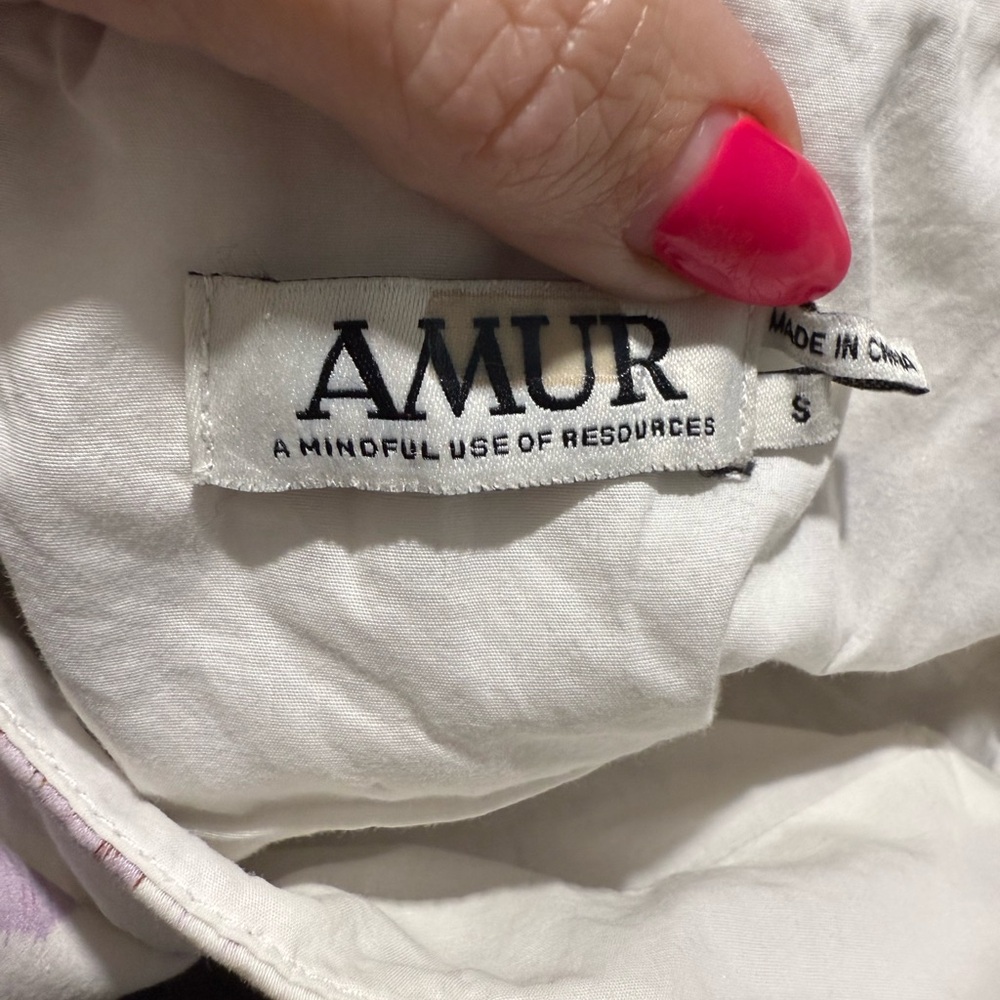 AMUR
A MINDFUL USE OF RESOURCES
MADE IN CHINA
S